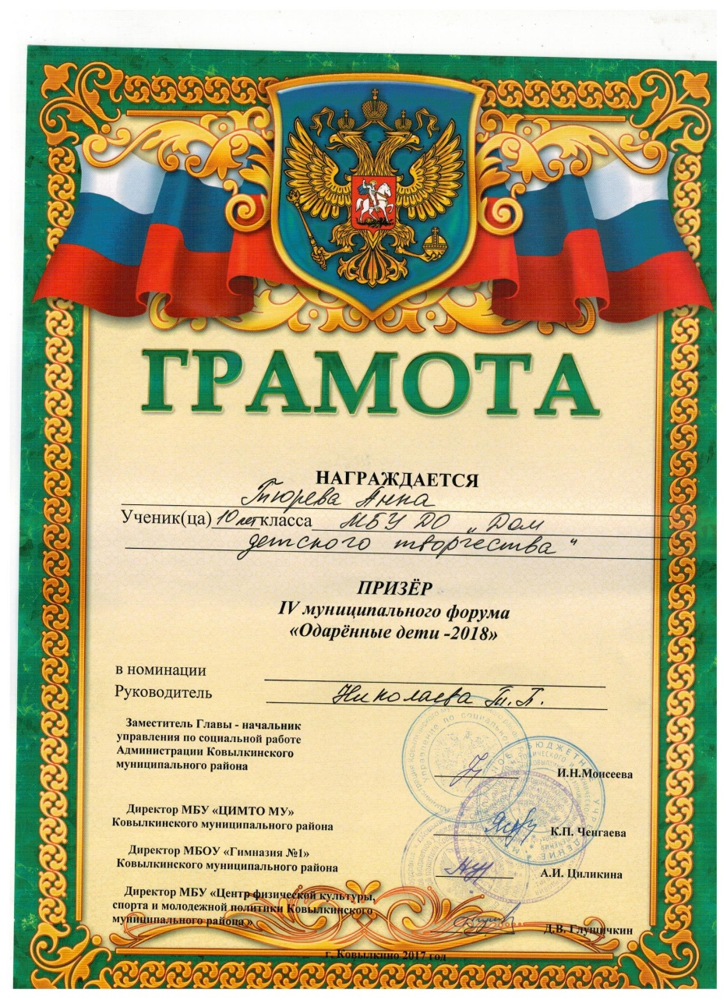 ГРАМОТА
НАГРАЖДАЕТСЯ
Тюрева Анна
Ученик(ца) 10 лет класса МБУ ДО „Дом
детского творчества"
ПРИЗЁР
IV муниципального форума
«Одарённые дети -2018»
в номинации
Руководитель Николаева Т.П.
Заместитель Главы - начальник
управления по социальной работе
Администрации Ковылкинского
муниципального района
И.Н.Моисеева
Директор МБУ «ЦИМТО МУ»
Ковылкинского муниципального района
К.П. Ченгаева
Директор МБОУ «Гимназия №1»
Ковылкинского муниципального района
А.И. Циликина
Директор МБУ «Центр физической культуры,
спорта и молодежной политики Ковылкинского
муниципального района»
Д.В. Глущичкин
г. Ковылкино 2017 год